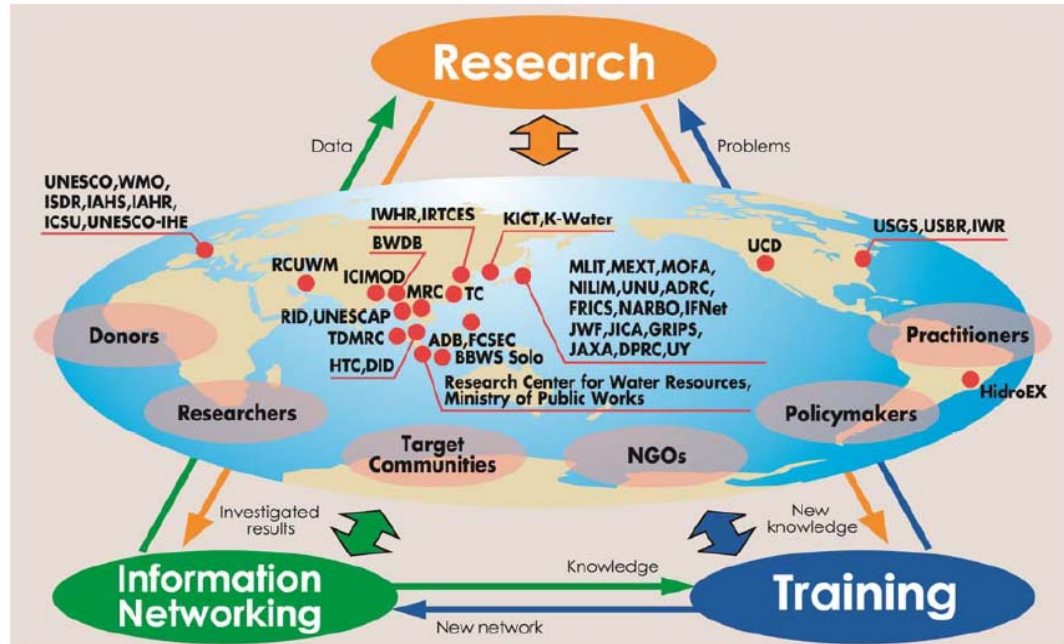 Research
Data
Problems
UNESCO,WMO,
ISDR,IAHS,IAHR,
ICSU,UNESCO-IHE
IWHR,IRTCES
KICT,K-Water
BWDB
UCD
USGS,USBR,IWR
RCUWM
ICIMOD
MRC
TC
MLIT,MEXT,MOFA,
NILIM,UNU,ADRC,
FRICS,NARBO,IFNet
JWF,JICA,GRIPS,
JAXA,DPRC,UY
RID,UNESCAP
TDMRC
ADB,FCSEC
HTC,DID
BBWS Solo
Research Center for Water Resources,
Ministry of Public Works
Donors
Practitioners
HidroEX
Researchers
Policymakers
Target
Communities
NGOs
Investigated
results
New
knowledge
Information
Networking
Knowledge
New network
Training